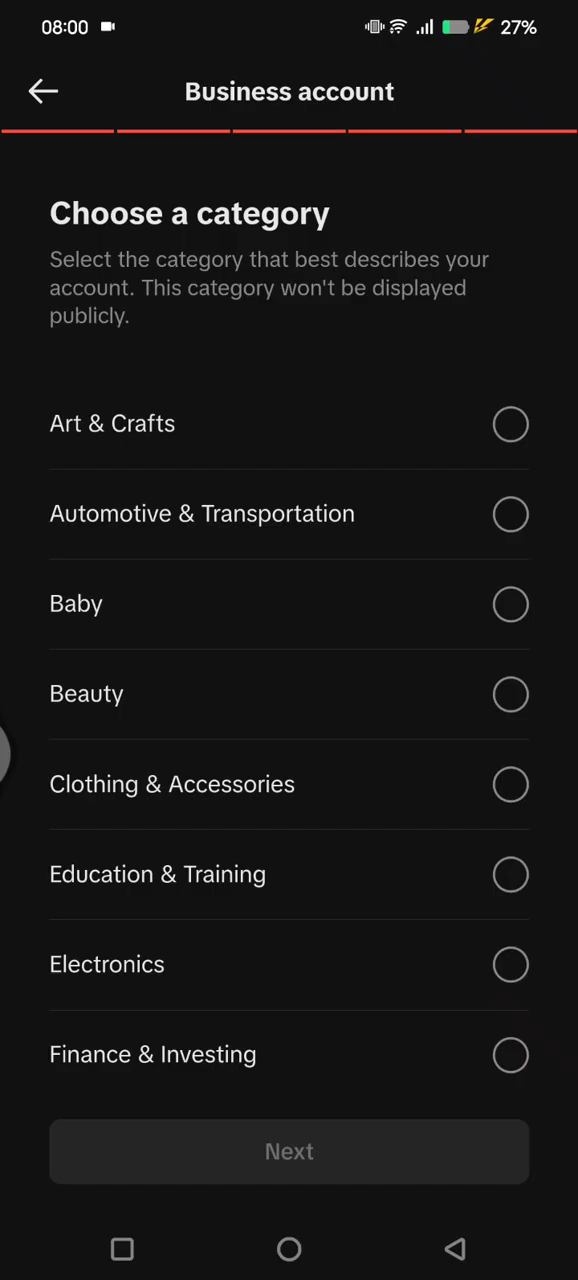 08:00
27%
Business account
Choose a category
Select the category that best describes your
account. This category won't be displayed
publicly.
Art & Crafts
Automotive & Transportation
Baby
Beauty
Clothing & Accessories
Education & Training
Electronics
Finance & Investing
Next